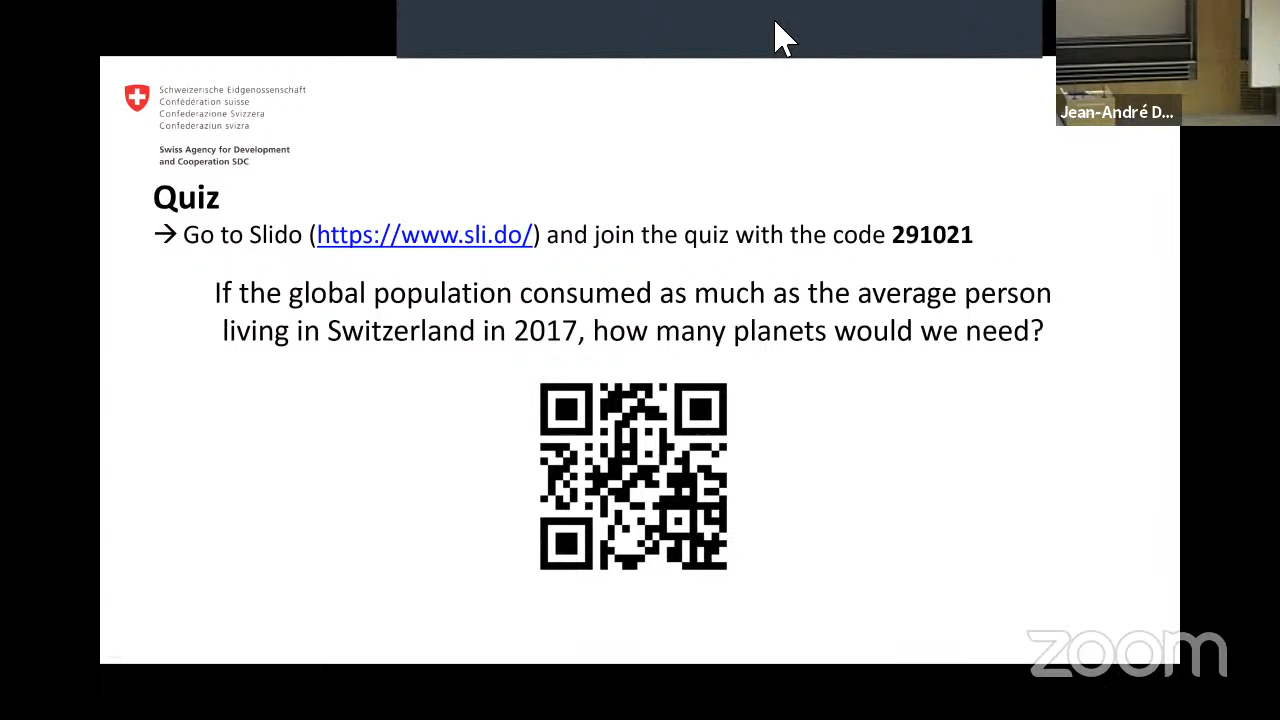 Jean-André D...
Schweizerische Eidgenossenschaft
Confédération suisse
Confederazione Svizzera
Confederaziun svizra
Swiss Agency for Development
and Cooperation SDC
Quiz
→ Go to Slido (https://www.sli.do/) and join the quiz with the code 291021
If the global population consumed as much as the average person
living in Switzerland in 2017, how many planets would we need?
zoom